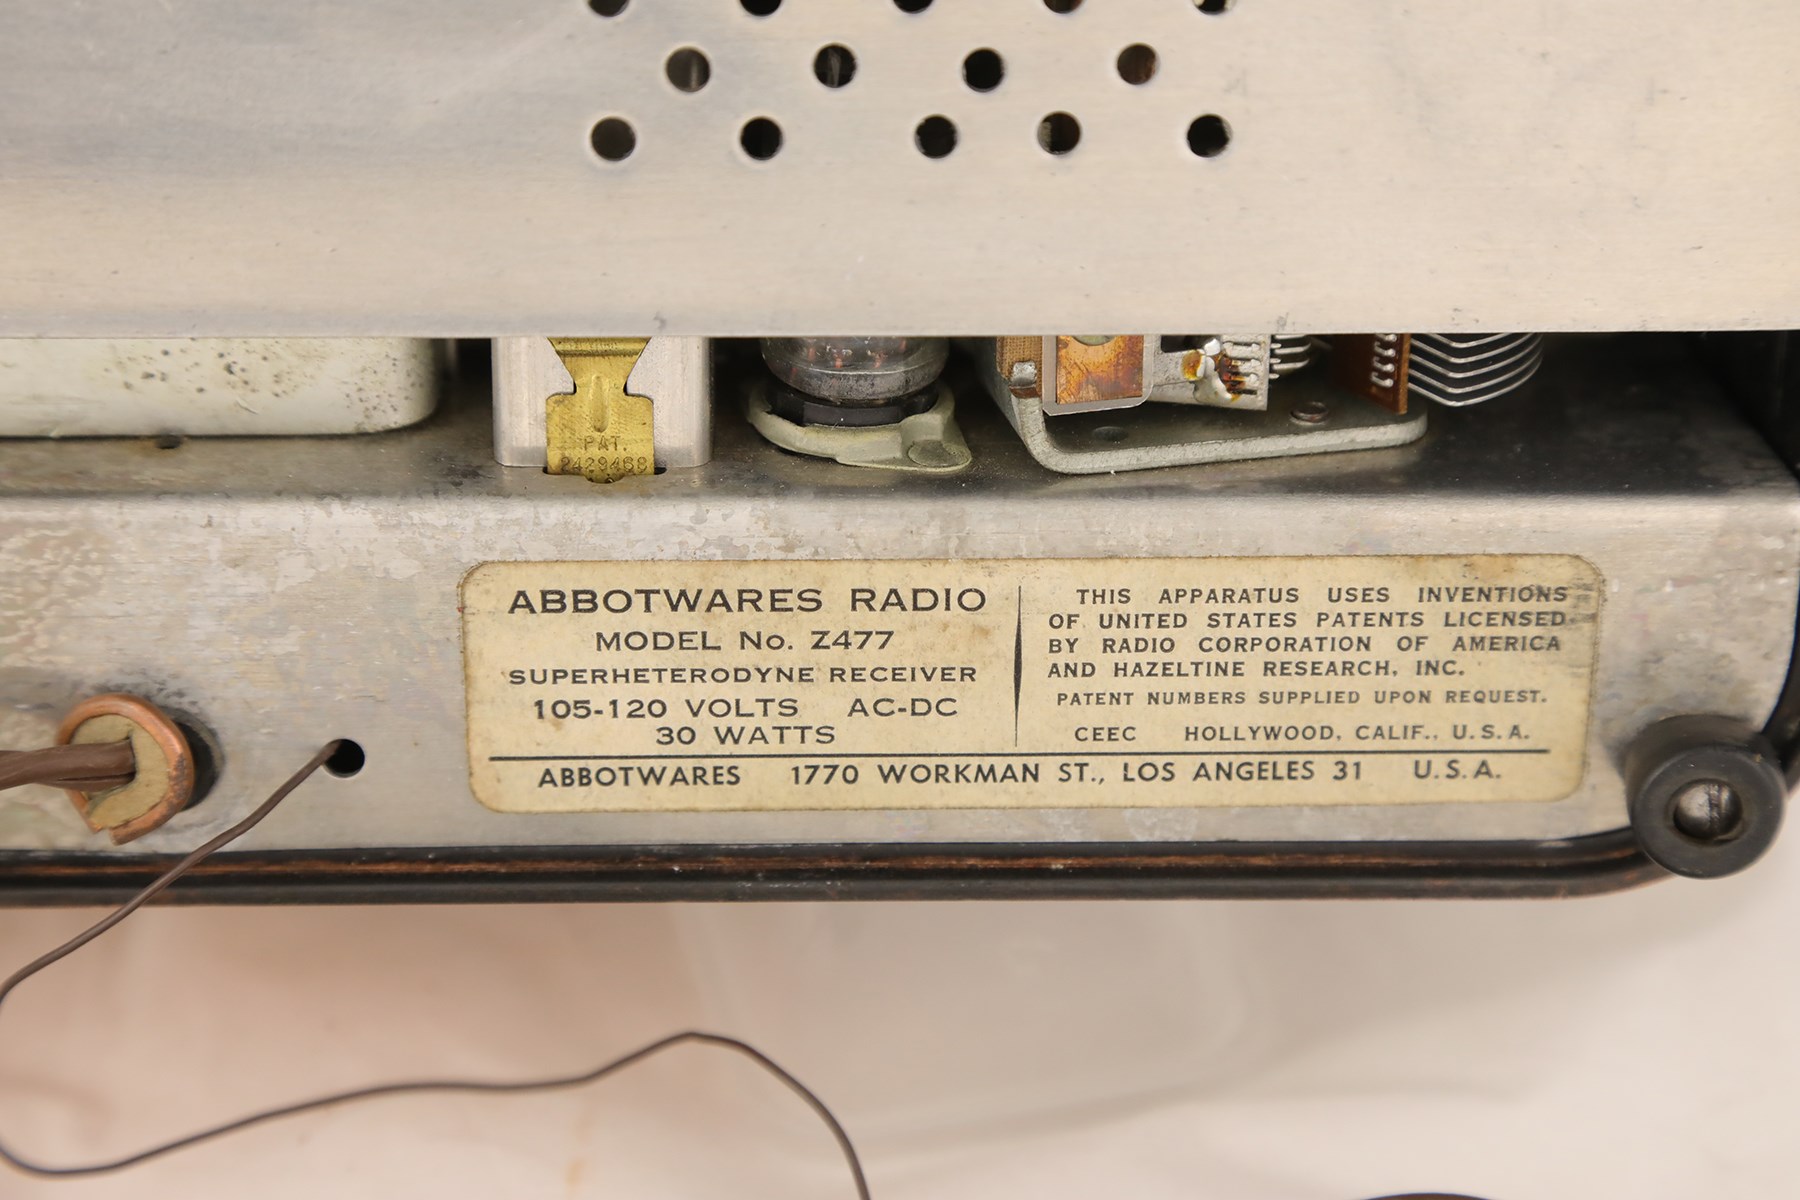 PAT.
2429468
ABBOTWARES RADIO
MODEL No. Z477
SUPERHETERODYNE RECEIVER
105-120 VOLTS AC-DC
30 WATTS
THIS APPARATUS USES INVENTIONS
OF UNITED STATES PATENTS LICENSED
BY RADIO CORPORATION OF AMERICA
AND HAZELTINE RESEARCH, INC.
PATENT NUMBERS SUPPLIED UPON REQUEST.
CEEC HOLLYWOOD, CALIF., U.S.A.
ABBOTWARES 1770 WORKMAN ST., LOS ANGELES 31 U.S.A.